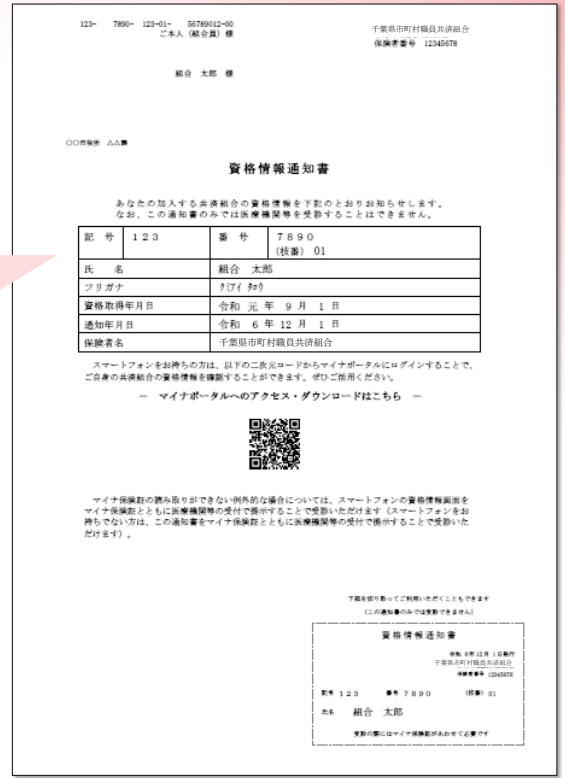 123-　7890- 123-01-　56789012-00
ご本人（組合員）様
千葉県市町村職員共済組合
保険者番号　12345678
組合　太郎　様
〇〇市役所　△△課
資格情報通知書
あなたの加入する共済組合の資格情報を下記のとおりお知らせします。
なお、この通知書のみでは医療機関等を受診することはできません。
記　号　１２３　番　号　７８９０
（枝番）01
氏　名　組合　太郎
フリガナ　クミアイ タロウ
資格取得年月日　令和 元 年 ９ 月 １ 日
通知年月日　令和 ６ 年 12 月 １ 日
保険者名　千葉県市町村職員共済組合
スマートフォンをお持ちの方は、以下の二次元コードからマイナポータルにログインすることで、
ご自身の共済組合の資格情報を確認することができます。ぜひご活用ください。
－　マイナポータルへのアクセス・ダウンロードはこちら　－
マイナ保険証の読み取りができない例外的な場合については、スマートフォンの資格情報画面を
マイナ保険証とともに医療機関等の受付で提示することで受診いただけます（スマートフォンをお
持ちでない方は、この通知書をマイナ保険証とともに医療機関等の受付で提示することで受診いた
だけます）。
下部を切り取ってご利用いただくこともできます
（この通知書のみでは受診できません）
資格情報通知書
令和 6年12月 1日発行
千葉県市町村職員共済組合
保険者番号　12345678
記号　１２３　番号　７８９０　（枝番）01
氏名　組合　太郎
受診の際にはマイナ保険証があわせて必要です